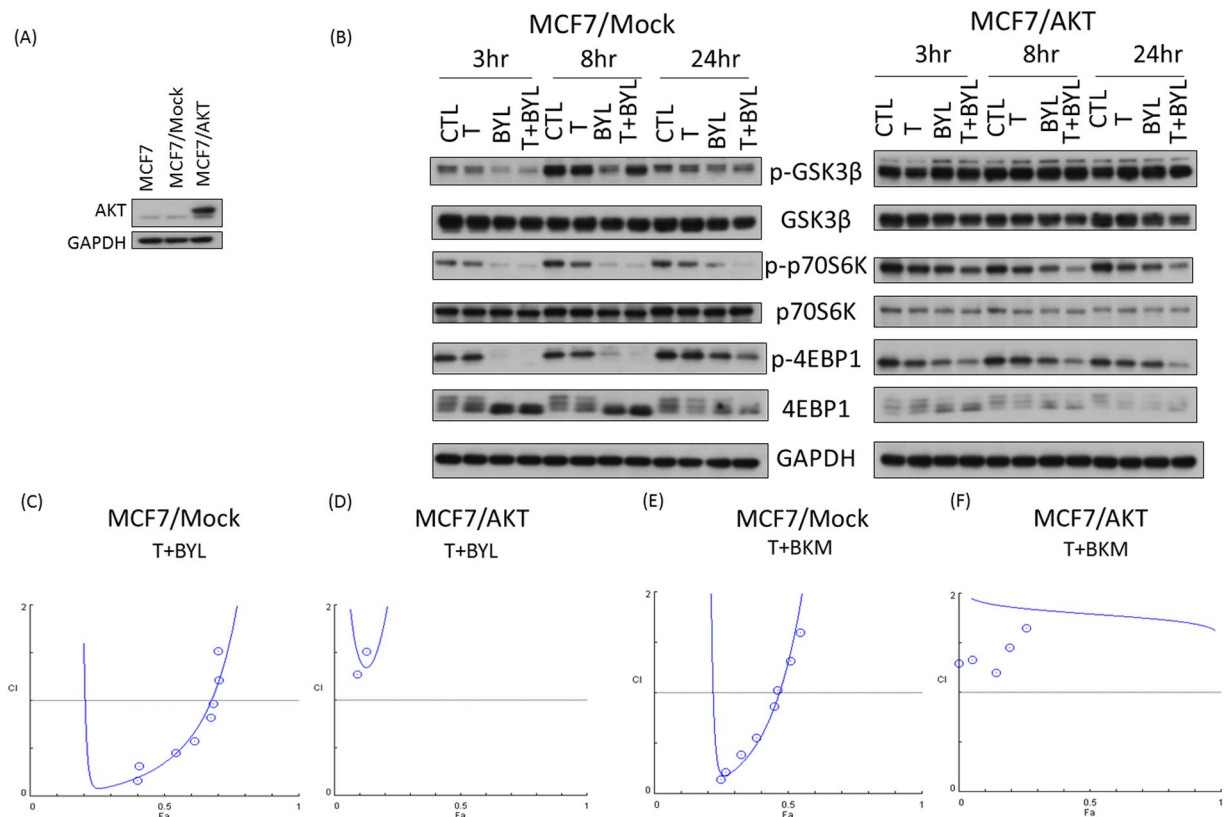 (A)
MCF7
MCF7/Mock
MCF7/AKT
AKT
GAPDH
(B)
MCF7/Mock
3hr 8hr 24hr
CTL T BYL T+BYL CTL T BYL T+BYL CTL T BYL T+BYL
MCF7/AKT
3hr 8hr 24hr
CTL T BYL T+BYL CTL T BYL T+BYL CTL T BYL T+BYL
p-GSK3β
GSK3β
p-p70S6K
p70S6K
p-4EBP1
4EBP1
GAPDH
(C)
MCF7/Mock
T+BYL
2
CI
0
0 0.5 1
Fa
(D)
MCF7/AKT
T+BYL
2
CI
0
0 0.5 1
Fa
(E)
MCF7/Mock
T+BKM
2
CI
0
0 0.5 1
Fa
(F)
MCF7/AKT
T+BKM
2
CI
0
0 0.5 1
Fa